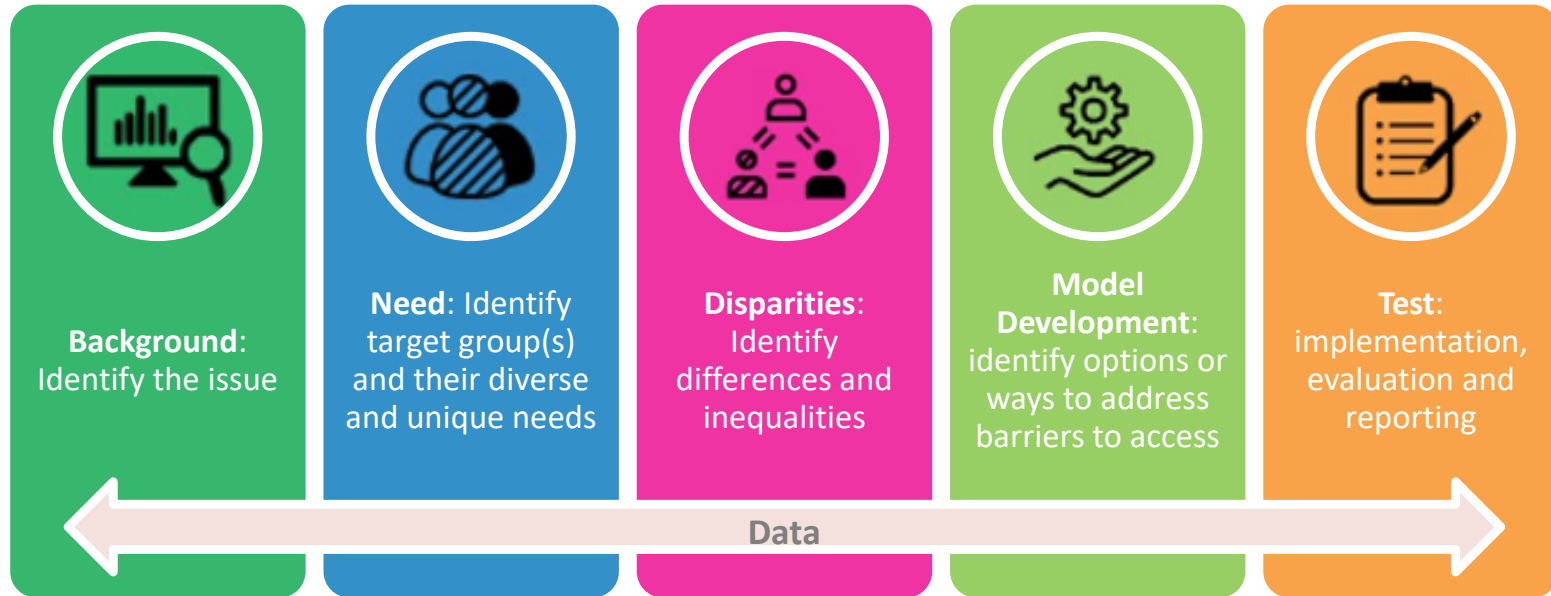 Background:
Identify the issue
Need: Identify
target group(s)
and their diverse
and unique needs
Disparities:
Identify
differences and
inequalities
Model
Development:
identify options or
ways to address
barriers to access
Test:
implementation,
evaluation and
reporting
Data